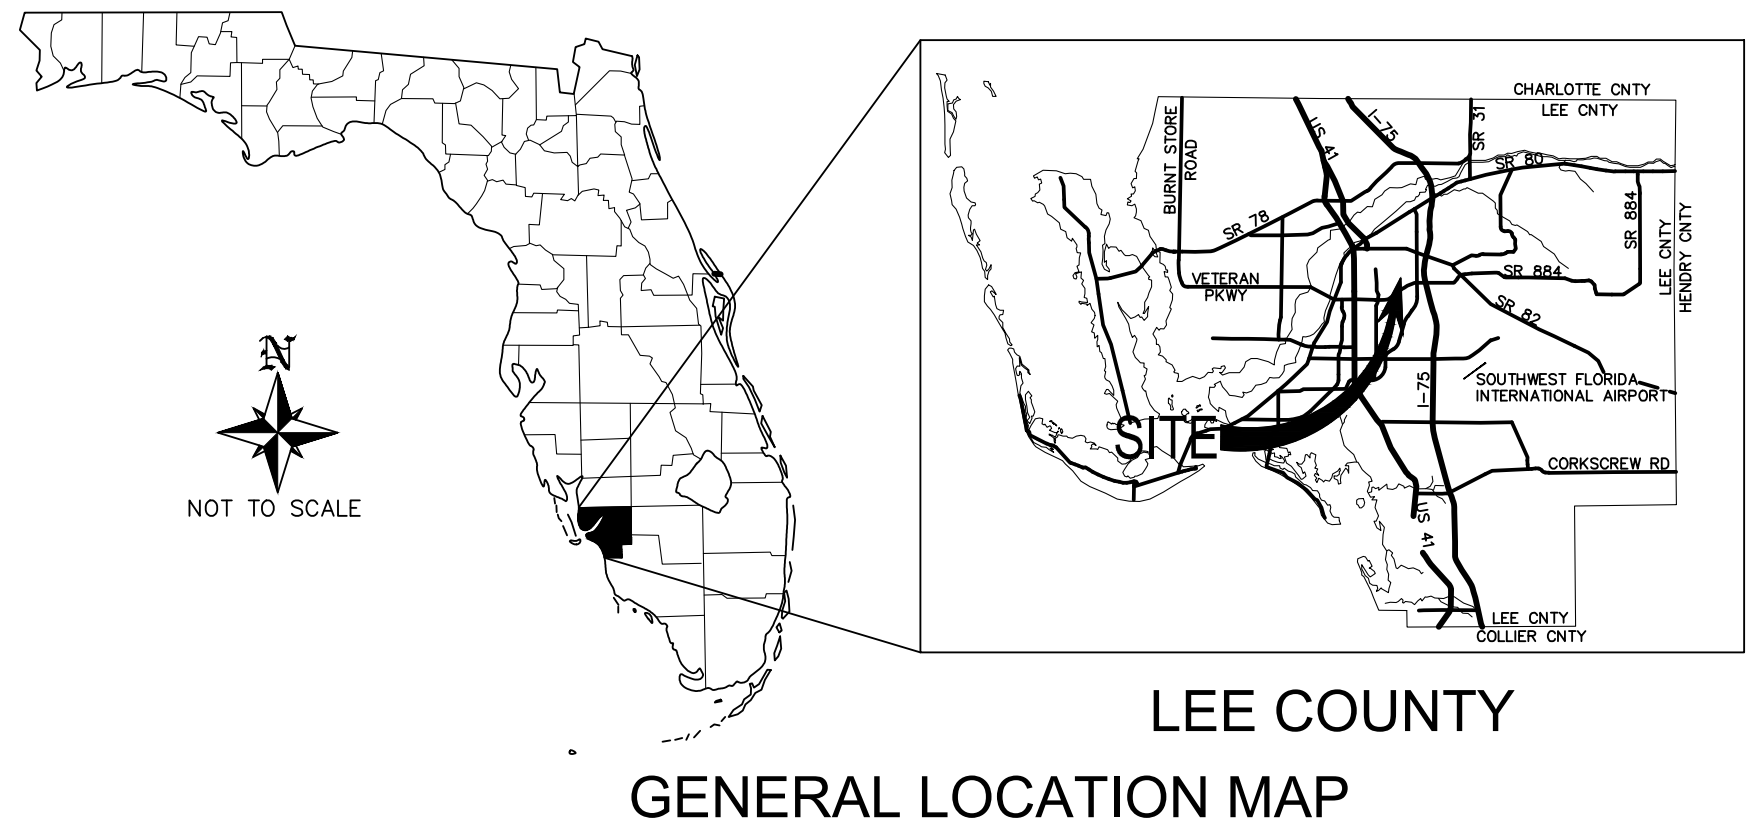 CHARLOTTE CNTY
LEE CNTY
BURNT STORE
ROAD
US 41
I-75
SR 31
SR 80
SR 78
SR 884
LEE CNTY
HENDRY CNTY
VETERAN
PKWY
SR 884
SR 82
N
NOT TO SCALE
I-75
SOUTHWEST FLORIDA
INTERNATIONAL AIRPORT
SITE
CORKSCREW RD
US 41
LEE CNTY
COLLIER CNTY
LEE COUNTY
GENERAL LOCATION MAP